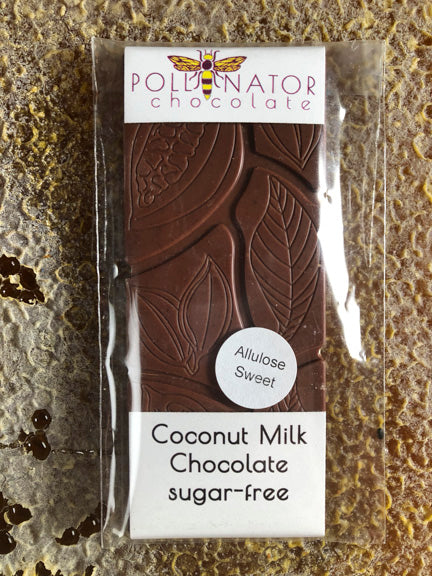 POLLINATOR
chocolate
Allulose
Sweet
Coconut Milk
Chocolate
sugar-free